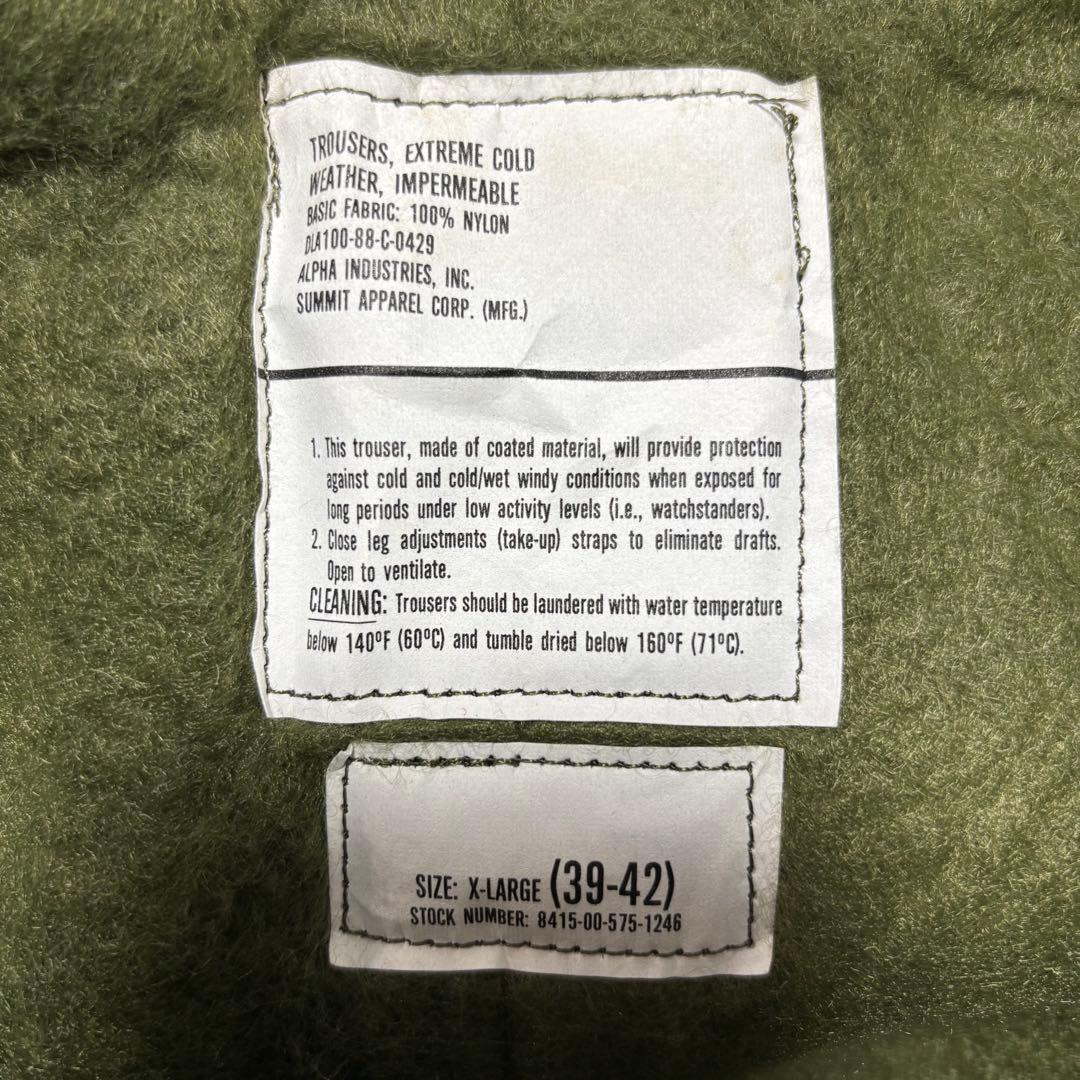 TROUSERS, EXTREME COLD
WEATHER, IMPERMEABLE
BASIC FABRIC: 100% NYLON
DLA100-88-C-0429
ALPHA INDUSTRIES, INC.
SUMMIT APPAREL CORP. (MFG.)
1. This trouser, made of coated material, will provide protection
against cold and cold/wet windy conditions when exposed for
long periods under low activity levels (i.e., watchstanders).
2. Close leg adjustments (take-up) straps to eliminate drafts.
Open to ventilate.
CLEANING: Trousers should be laundered with water temperature
below 140ºF (60ºC) and tumble dried below 160ºF (71ºC).
SIZE: X-LARGE (39-42)
STOCK NUMBER: 8415-00-575-1246